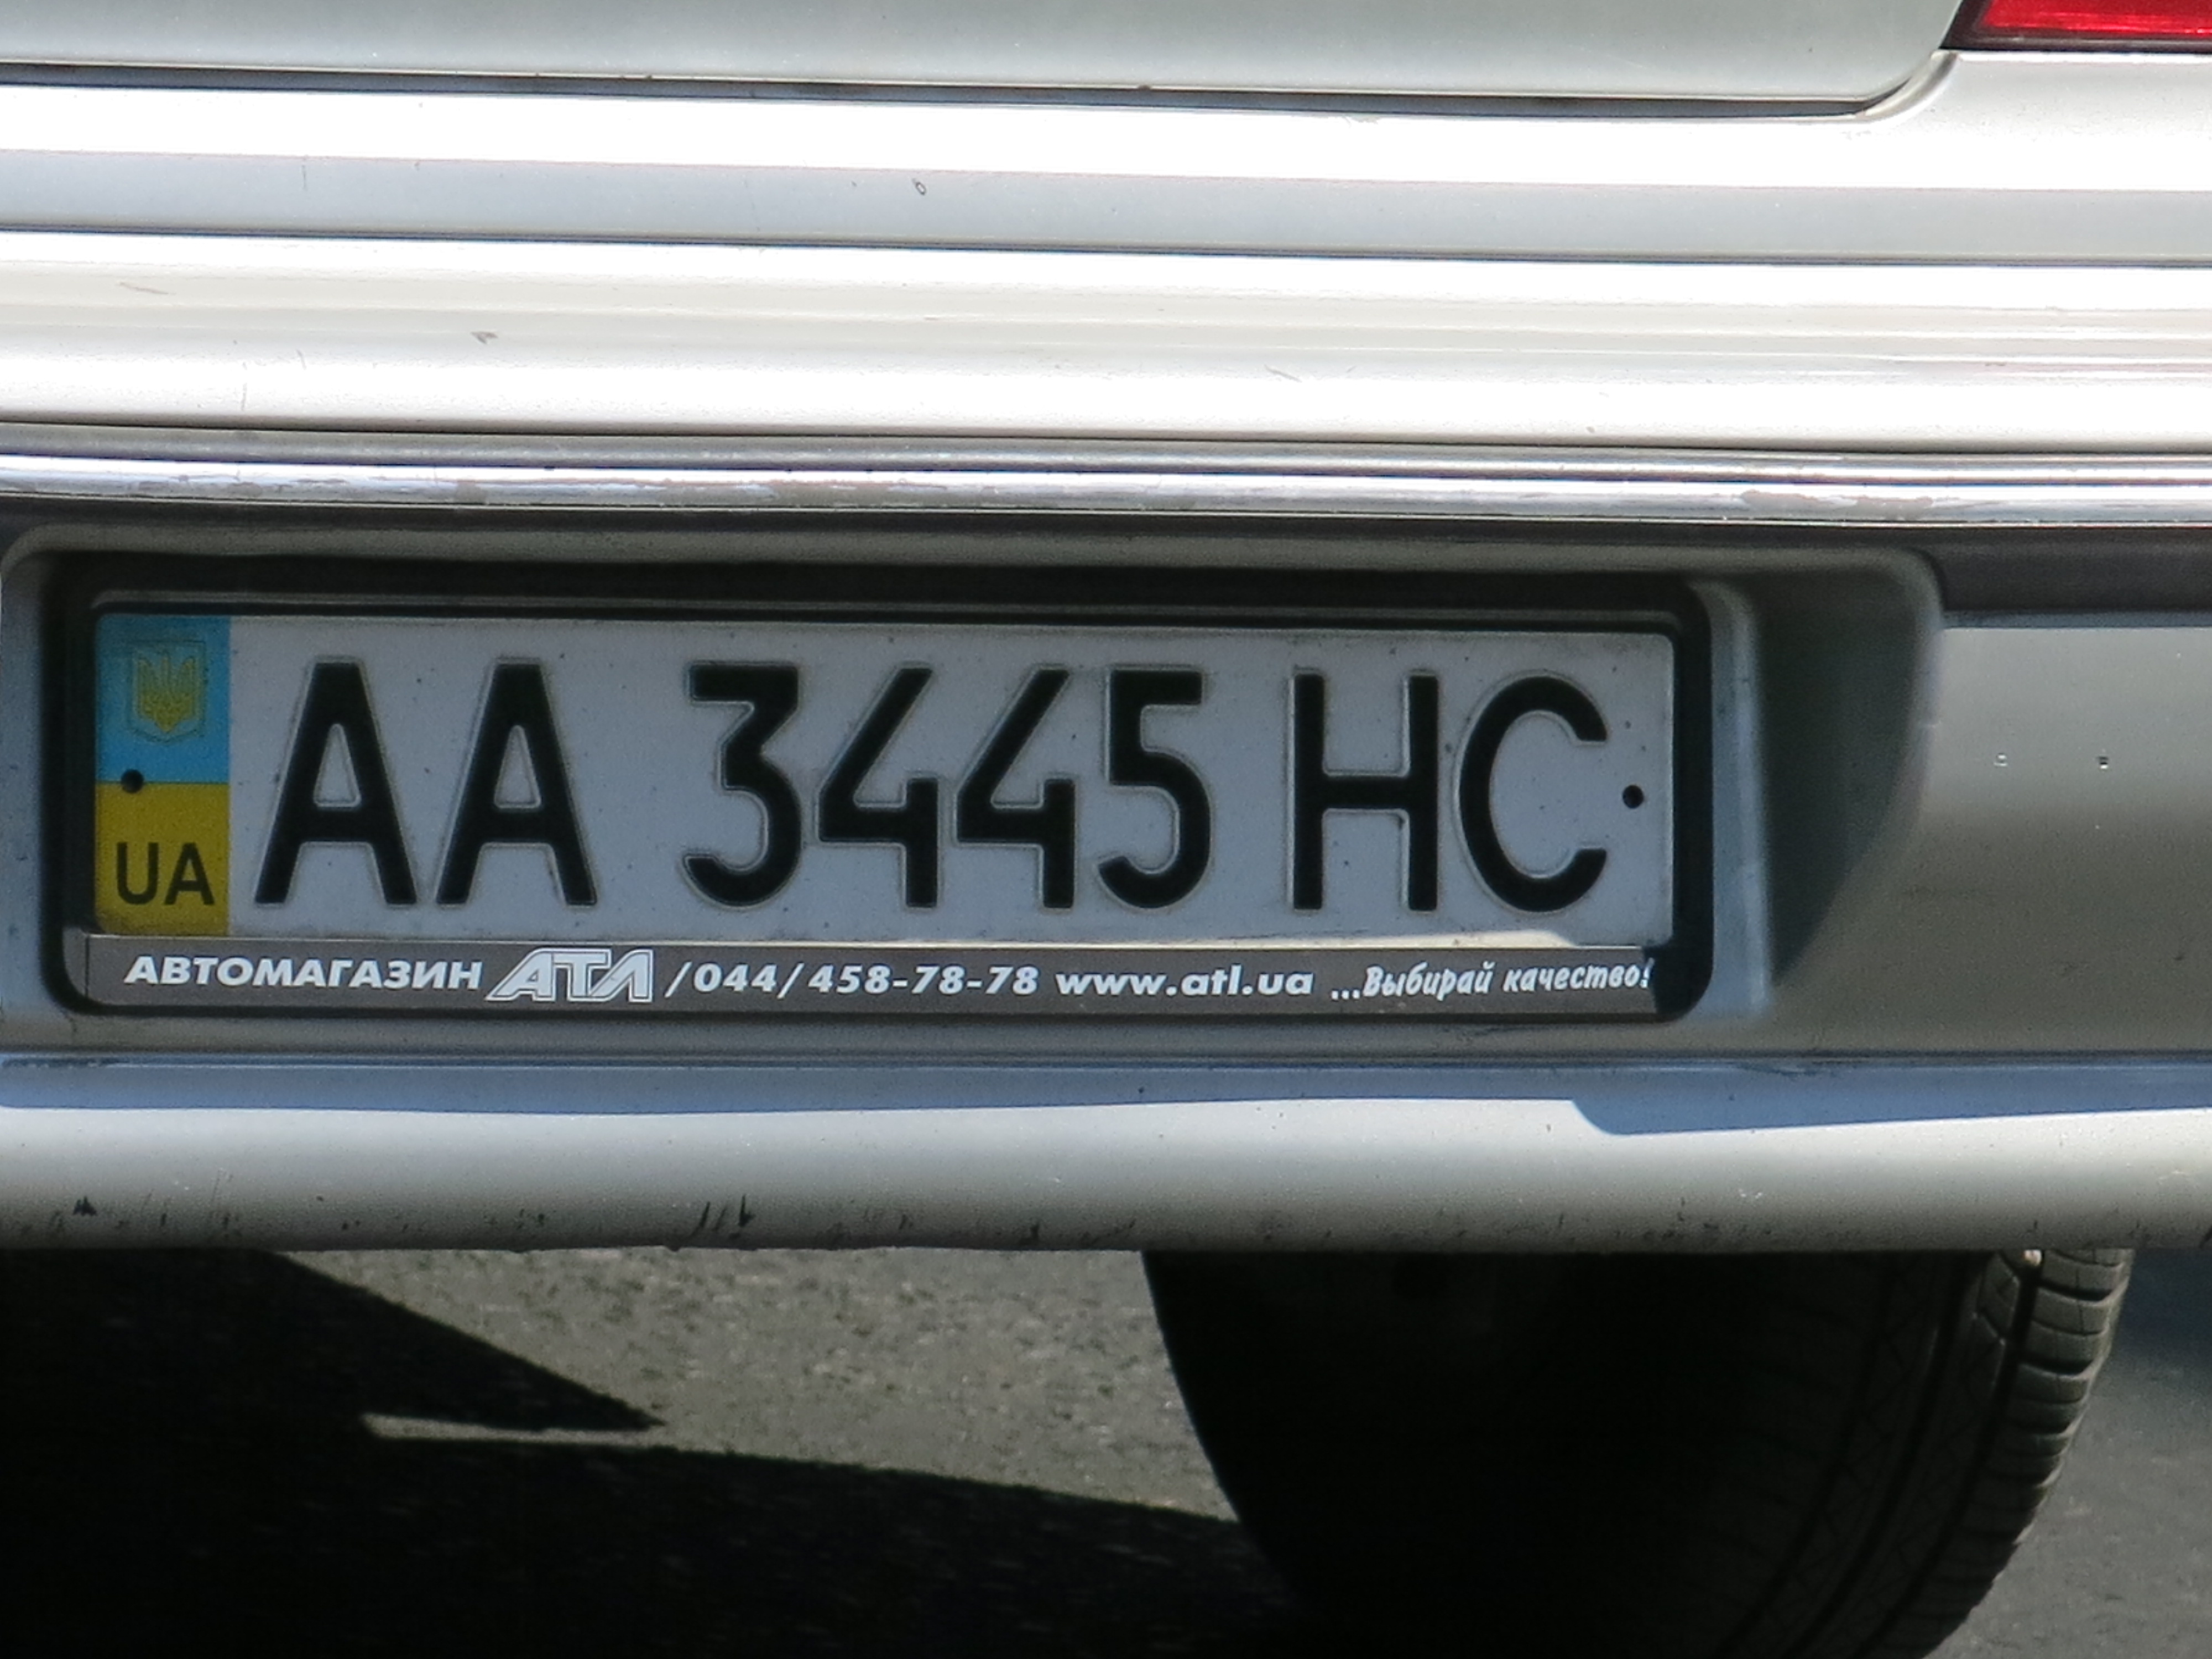 UA AA 3445 HC
АВТОМАГАЗИН АТЛ /044/ 458-78-78 www.atl.ua ...Выбирай качество!